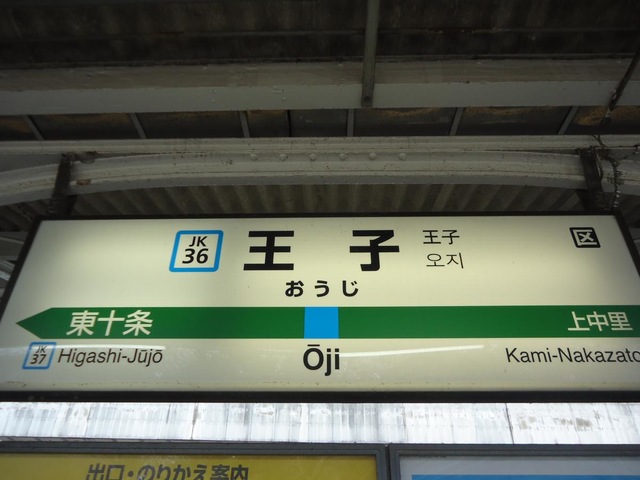 JK
36
王子
王子
오지
区
おうじ
東十条
上中里
JK
37
Higashi-Jūjō
Ōji
Kami-Nakazato
出口・のりかえ案内